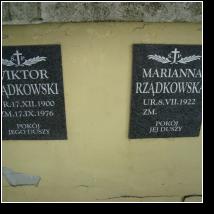 WIKTOR
RZĄDKOWSKI
UR.17.XII.1900
ZM.17.IX.1976
POKÓJ
JEGO DUSZY
MARIANNA
RZĄDKOWSKA
UR.8.VII.1922
ZM.
POKÓJ
JEJ DUSZY